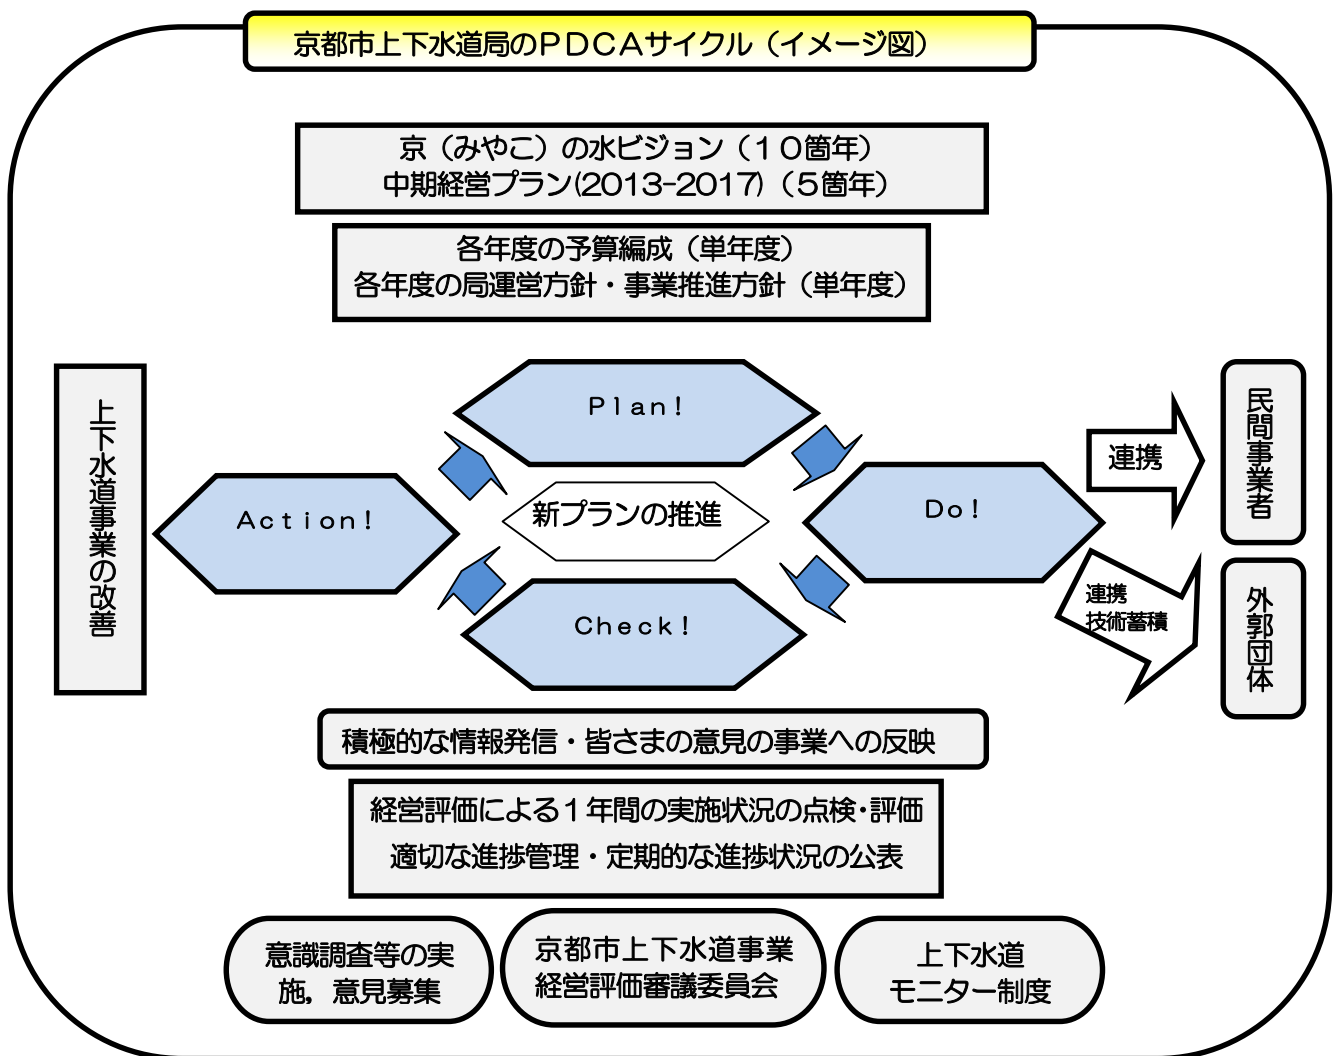 京都市上下水道局のＰＤＣＡサイクル（イメージ図）
京（みやこ）の水ビジョン（１０箇年）
中期経営プラン(2013-2017)（５箇年）
各年度の予算編成（単年度）
各年度の局運営方針・事業推進方針（単年度）
Ｐｌａｎ！
上下水道事業の改善
Ａｃｔｉｏｎ！
新プランの推進
Ｄｏ！
連携
民間事業者
連携
技術蓄積
外郭団体
Ｃｈｅｃｋ！
積極的な情報発信・皆さまの意見の事業への反映
経営評価による１年間の実施状況の点検・評価
適切な進捗管理・定期的な進捗状況の公表
意識調査等の実
施，意見募集
京都市上下水道事業
経営評価審議委員会
上下水道
モニター制度